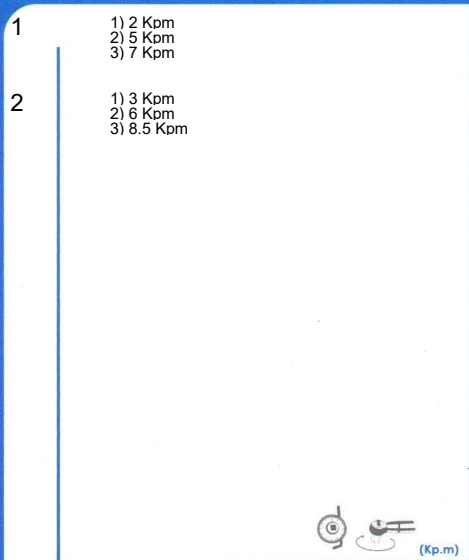 1
1) 2 Kpm
2) 5 Kpm
3) 7 Kpm
2
1) 3 Kpm
2) 6 Kpm
3) 8.5 Kpm
(Kp.m)